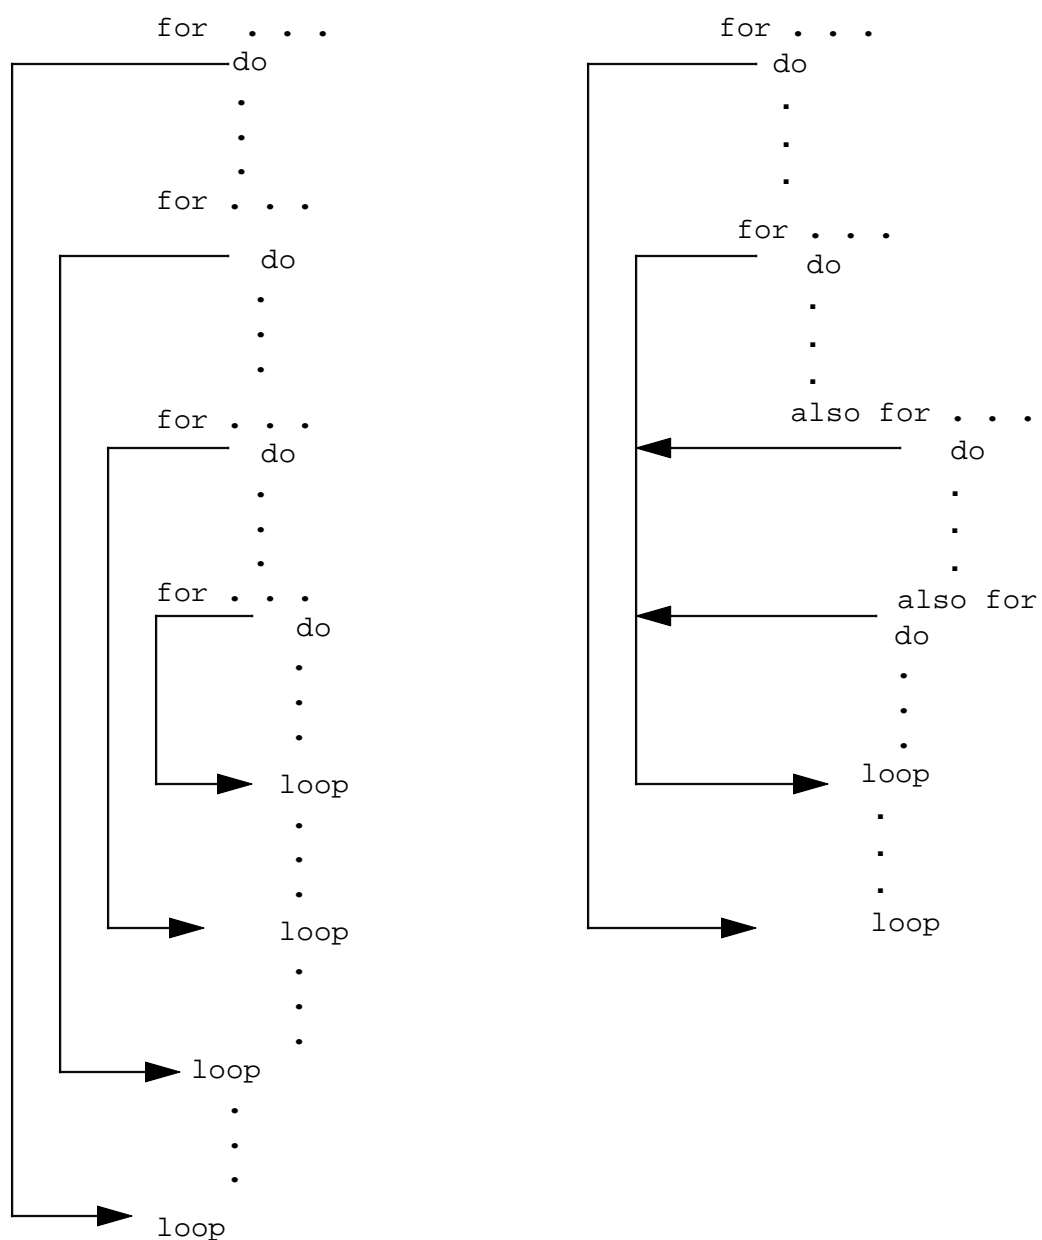 for . . .
do
.
.
.
for . . .
do
.
.
.
for . . .
do
.
.
.
for . . .
do
.
.
.
loop
.
.
.
loop
.
.
.
loop
.
.
.
loop
for . . .
do
.
.
.
for . . .
do
.
.
.
also for . . .
do
.
.
.
also for
do
.
.
.
loop
.
.
.
loop